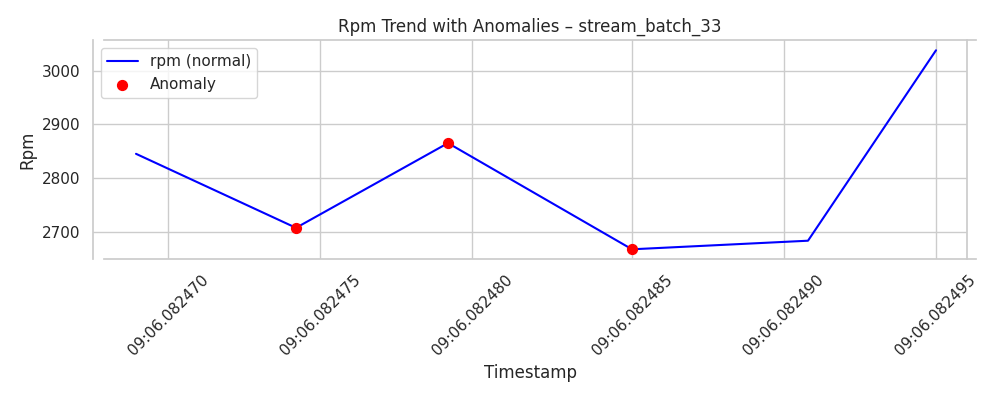 Rpm Trend with Anomalies – stream_batch_33
rpm (normal)
Anomaly
Rpm
3000
2900
2800
2700
09:06.082470
09:06.082475
09:06.082480
09:06.082485
09:06.082490
09:06.082495
Timestamp